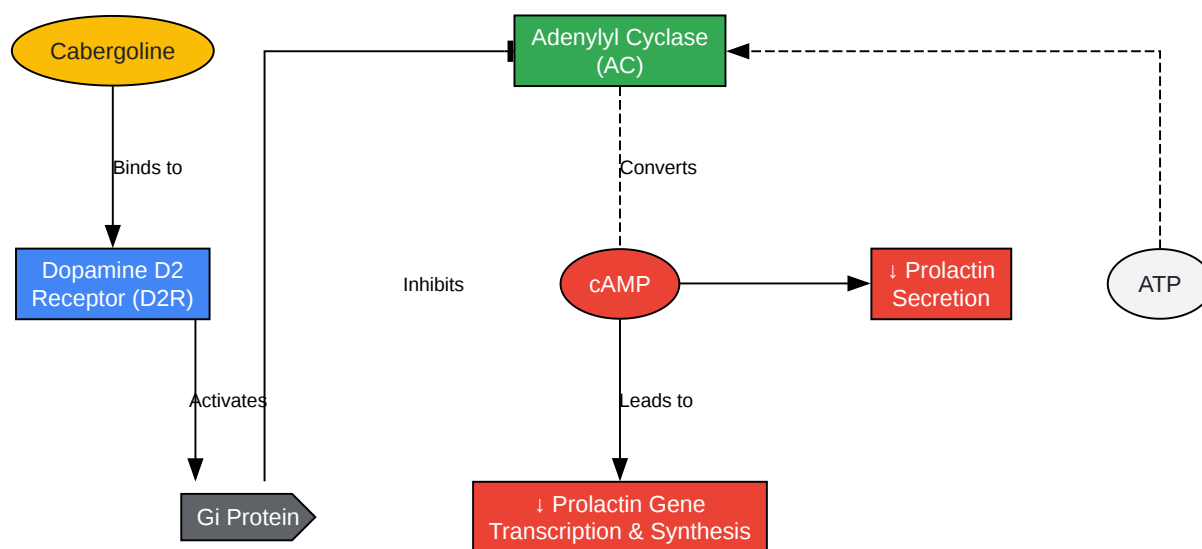 Cabergoline
Adenylyl Cyclase
(AC)
Binds to
Converts
Dopamine D2
Receptor (D2R)
Inhibits
cAMP
↓ Prolactin
Secretion
ATP
Activates
Leads to
Gi Protein
↓ Prolactin Gene
Transcription & Synthesis